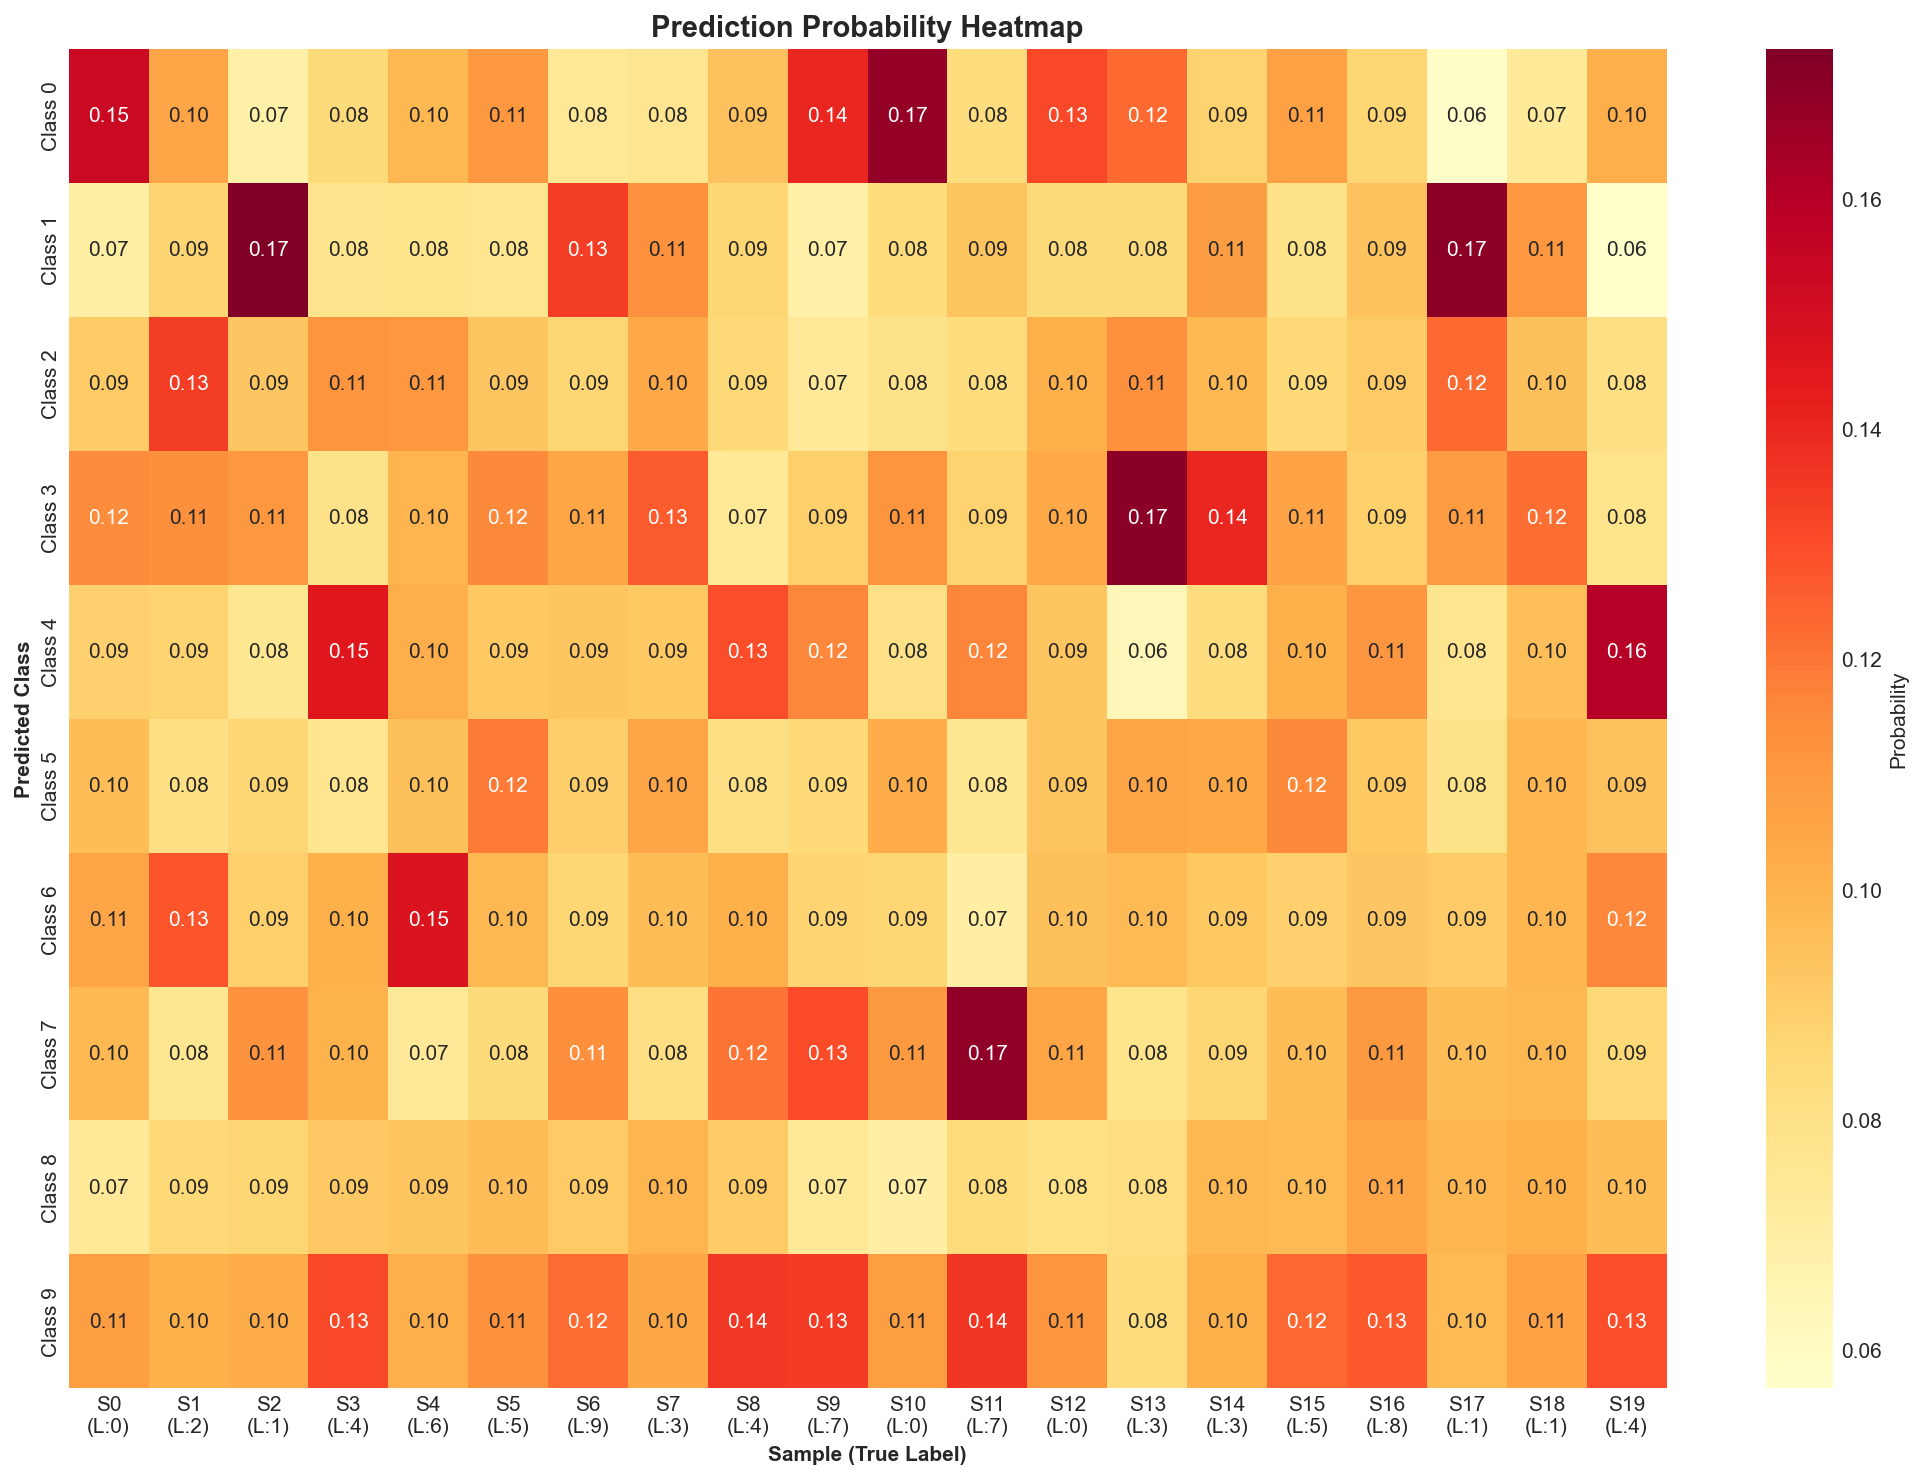 Prediction Probability Heatmap
Predicted Class
Class 0 0.15 0.10 0.07 0.08 0.10 0.11 0.08 0.08 0.09 0.14 0.17 0.08 0.13 0.12 0.09 0.11 0.09 0.06 0.07 0.10
Class 1 0.07 0.09 0.17 0.08 0.08 0.08 0.13 0.11 0.09 0.07 0.08 0.09 0.08 0.08 0.11 0.08 0.09 0.17 0.11 0.06
Class 2 0.09 0.13 0.09 0.11 0.11 0.09 0.09 0.10 0.09 0.07 0.08 0.08 0.10 0.11 0.10 0.09 0.09 0.12 0.10 0.08
Class 3 0.12 0.11 0.11 0.08 0.10 0.12 0.11 0.13 0.07 0.09 0.11 0.09 0.10 0.17 0.14 0.11 0.09 0.11 0.12 0.08
Class 4 0.09 0.09 0.08 0.15 0.10 0.09 0.09 0.09 0.13 0.12 0.08 0.12 0.09 0.06 0.08 0.10 0.11 0.08 0.10 0.16
Class 5 0.10 0.08 0.09 0.08 0.10 0.12 0.09 0.10 0.08 0.09 0.10 0.08 0.09 0.10 0.10 0.12 0.09 0.08 0.10 0.09
Class 6 0.11 0.13 0.09 0.10 0.15 0.10 0.09 0.10 0.10 0.09 0.09 0.07 0.10 0.10 0.09 0.09 0.09 0.09 0.10 0.12
Class 7 0.10 0.08 0.11 0.10 0.07 0.08 0.11 0.08 0.12 0.13 0.11 0.17 0.11 0.08 0.09 0.10 0.11 0.10 0.10 0.09
Class 8 0.07 0.09 0.09 0.09 0.09 0.10 0.09 0.10 0.09 0.07 0.07 0.08 0.08 0.08 0.10 0.10 0.11 0.10 0.10 0.10
Class 9 0.11 0.10 0.10 0.13 0.10 0.11 0.12 0.10 0.14 0.13 0.11 0.14 0.11 0.08 0.10 0.12 0.13 0.10 0.11 0.13
S0 S1 S2 S3 S4 S5 S6 S7 S8 S9 S10 S11 S12 S13 S14 S15 S16 S17 S18 S19
(L:0) (L:2) (L:1) (L:4) (L:6) (L:5) (L:9) (L:3) (L:4) (L:7) (L:0) (L:7) (L:0) (L:3) (L:3) (L:5) (L:8) (L:1) (L:1) (L:4)
Sample (True Label)
0.16
0.14
0.12
0.10
0.08
0.06
Probability